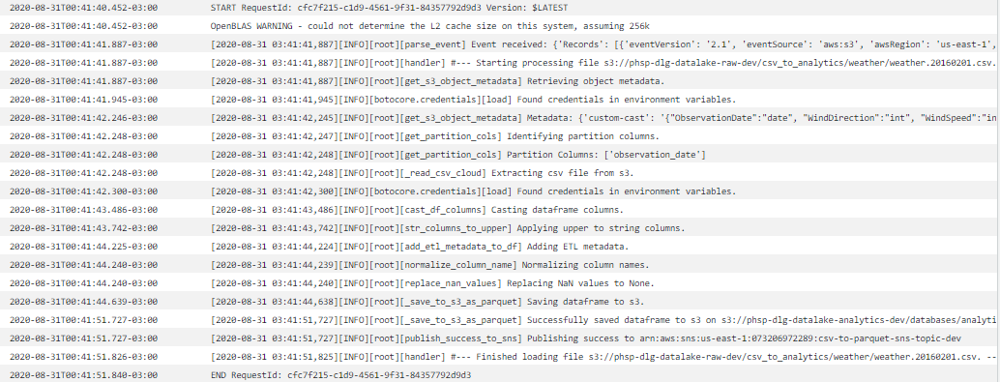 2020-08-31T00:41:40.452-03:00 START RequestId: cfc7f215-c1d9-4561-9f31-84357792d9d3 Version: $LATEST
2020-08-31T00:41:40.452-03:00 OpenBLAS WARNING - could not determine the L2 cache size on this system, assuming 256k
2020-08-31T00:41:41.887-03:00 [2020-08-31 03:41:41,887][INFO][root][parse_event] Event received: {'Records': [{'eventVersion': '2.1', 'eventSource': 'aws:s3', 'awsRegion': 'us-east-1',
2020-08-31T00:41:41.887-03:00 [2020-08-31 03:41:41,887][INFO][root][handler] #--- Starting processing file s3://phsp-dlg-datalake-raw-dev/csv_to_analytics/weather/weather.20160201.csv.
2020-08-31T00:41:41.887-03:00 [2020-08-31 03:41:41,887][INFO][root][get_s3_object_metadata] Retrieving object metadata.
2020-08-31T00:41:41.945-03:00 [2020-08-31 03:41:41,945][INFO][botocore.credentials][load] Found credentials in environment variables.
2020-08-31T00:41:42.246-03:00 [2020-08-31 03:41:42,245][INFO][root][get_s3_object_metadata] Metadata: {'custom-cast': '{"ObservationDate":"date", "WindDirection":"int", "WindSpeed":"in
2020-08-31T00:41:42.248-03:00 [2020-08-31 03:41:42,247][INFO][root][get_partition_cols] Identifying partition columns.
2020-08-31T00:41:42.248-03:00 [2020-08-31 03:41:42,248][INFO][root][get_partition_cols] Partition Columns: ['observation_date']
2020-08-31T00:41:42.248-03:00 [2020-08-31 03:41:42,248][INFO][root][_read_csv_cloud] Extracting csv file from s3.
2020-08-31T00:41:42.300-03:00 [2020-08-31 03:41:42,300][INFO][botocore.credentials][load] Found credentials in environment variables.
2020-08-31T00:41:43.486-03:00 [2020-08-31 03:41:43,486][INFO][root][cast_df_columns] Casting dataframe columns.
2020-08-31T00:41:43.742-03:00 [2020-08-31 03:41:43,742][INFO][root][str_columns_to_upper] Applying upper to string columns.
2020-08-31T00:41:44.225-03:00 [2020-08-31 03:41:44,224][INFO][root][add_etl_metadata_to_df] Adding ETL metadata.
2020-08-31T00:41:44.240-03:00 [2020-08-31 03:41:44,239][INFO][root][normalize_column_name] Normalizing column names.
2020-08-31T00:41:44.240-03:00 [2020-08-31 03:41:44,240][INFO][root][replace_nan_values] Replacing NaN values to None.
2020-08-31T00:41:44.639-03:00 [2020-08-31 03:41:44,638][INFO][root][_save_to_s3_as_parquet] Saving dataframe to s3.
2020-08-31T00:41:51.727-03:00 [2020-08-31 03:41:51,727][INFO][root][_save_to_s3_as_parquet] Successfully saved dataframe to s3 on s3://phsp-dlg-datalake-analytics-dev/databases/analyti
2020-08-31T00:41:51.727-03:00 [2020-08-31 03:41:51,727][INFO][root][publish_success_to_sns] Publishing success to arn:aws:sns:us-east-1:073206972289:csv-to-parquet-sns-topic-dev
2020-08-31T00:41:51.826-03:00 [2020-08-31 03:41:51,825][INFO][root][handler] #--- Finished loading file s3://phsp-dlg-datalake-raw-dev/csv_to_analytics/weather/weather.20160201.csv. --
2020-08-31T00:41:51.840-03:00 END RequestId: cfc7f215-c1d9-4561-9f31-84357792d9d3